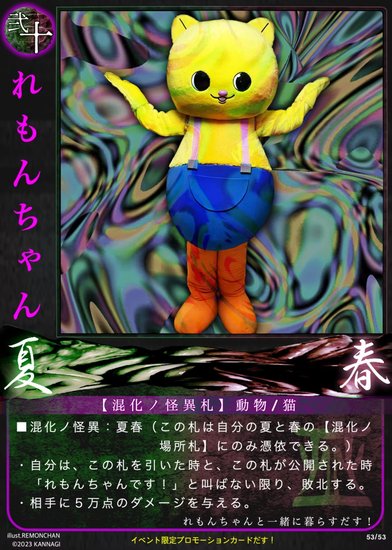 弐十
れもんちゃん
夏 春
【混化ノ怪異札】動物/猫
■混化ノ怪異：夏春（この札は自分の夏と春の【混化ノ
場所札】にのみ憑依できる。）
・自分は、この札を引いた時と、この札が公開された時
「れもんちゃんです！」と叫ばない限り、敗北する。
・相手に５万点のダメージを与える。
れもんちゃんと一緒に暮らすだす！
illust.REMONCHAN
©2023 KANNAGI
イベント限定プロモーションカードだす！
53/53